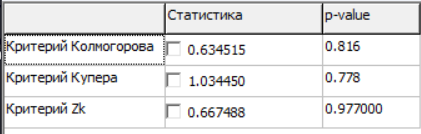 Статистика p-value
Критерий Колмогорова 0.634515 0.816
Критерий Купера 1.034450 0.778
Критерий Zk 0.667488 0.977000